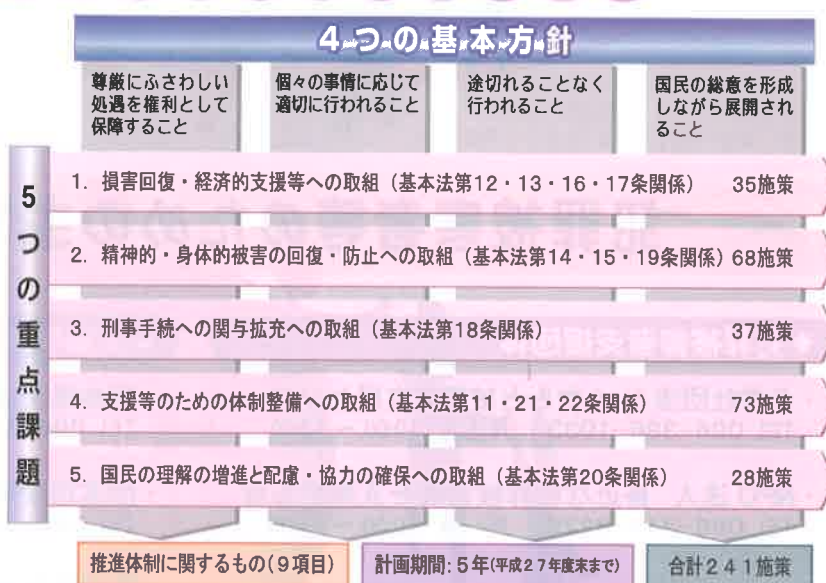 4つの基本方針
尊厳にふさわしい
処遇を権利として
保障すること
個々の事情に応じて
適切に行われること
途切れることなく
行われること
国民の総意を形成
しながら展開され
ること
5つの重点課題
1. 損害回復・経済的支援等への取組（基本法第12・13・16・17条関係） 35施策
2. 精神的・身体的被害の回復・防止への取組（基本法第14・15・19条関係）68施策
3. 刑事手続への関与拡充への取組（基本法第18条関係） 37施策
4. 支援等のための体制整備への取組（基本法第11・21・22条関係） 73施策
5. 国民の理解の増進と配慮・協力の確保への取組（基本法第20条関係） 28施策
推進体制に関するもの(9項目)
計画期間:5年(平成27年度末まで)
合計241施策